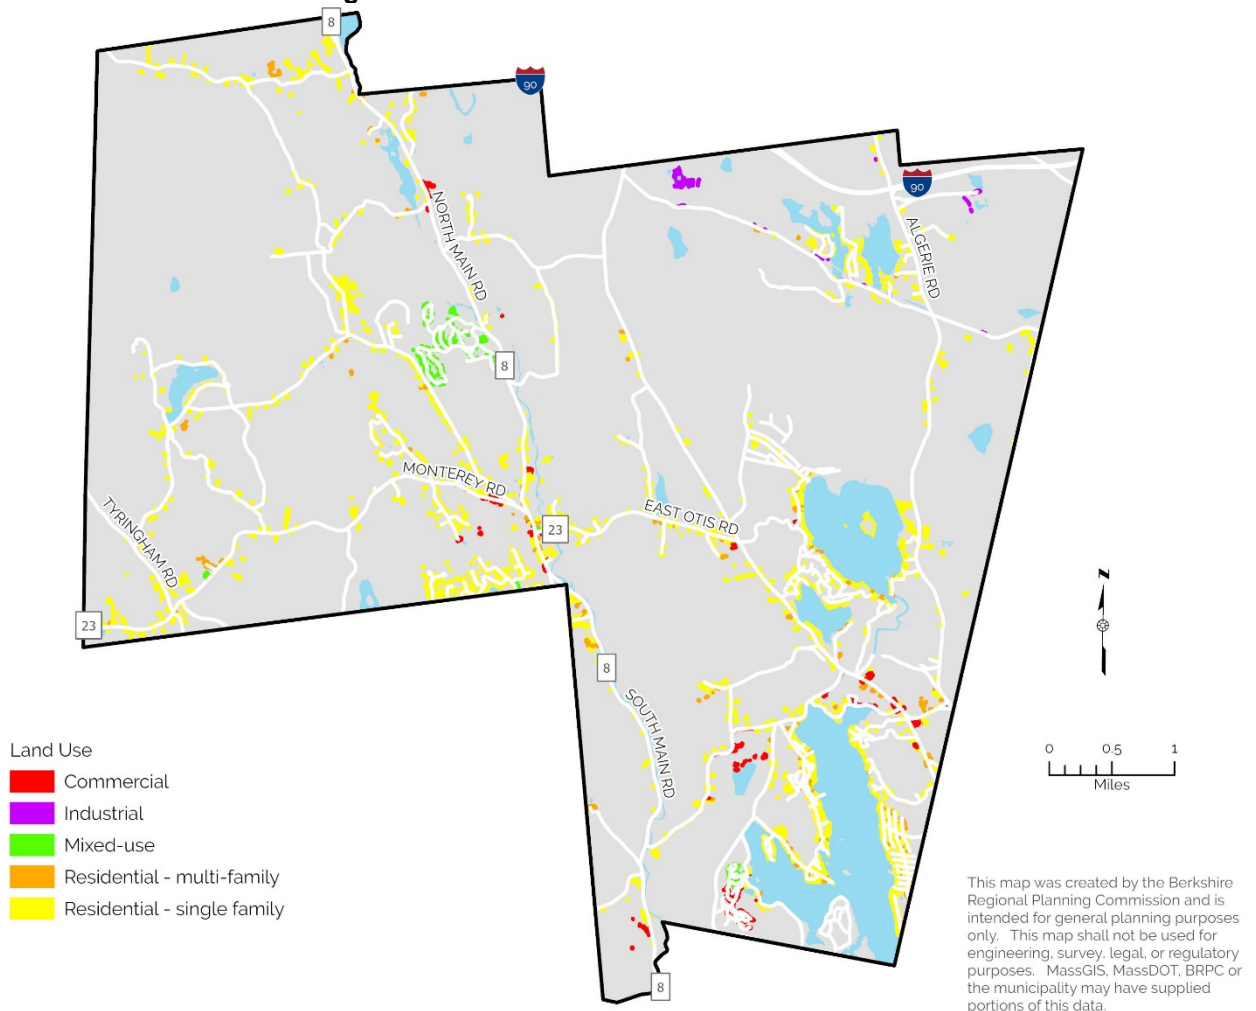 8
90
90
NORTH MAIN RD
ALGERIE RD
8
MONTEREY RD
EAST OTIS RD
23
TYRINGHAM RD
23
8
SOUTH MAIN RD
8
N
0 0.5 1
Miles
Land Use
Commercial
Industrial
Mixed-use
Residential - multi-family
Residential - single family
This map was created by the Berkshire
Regional Planning Commission and is
intended for general planning purposes
only. This map shall not be used for
engineering, survey, legal, or regulatory
purposes. MassGIS, MassDOT, BRPC or
the municipality may have supplied
portions of this data.